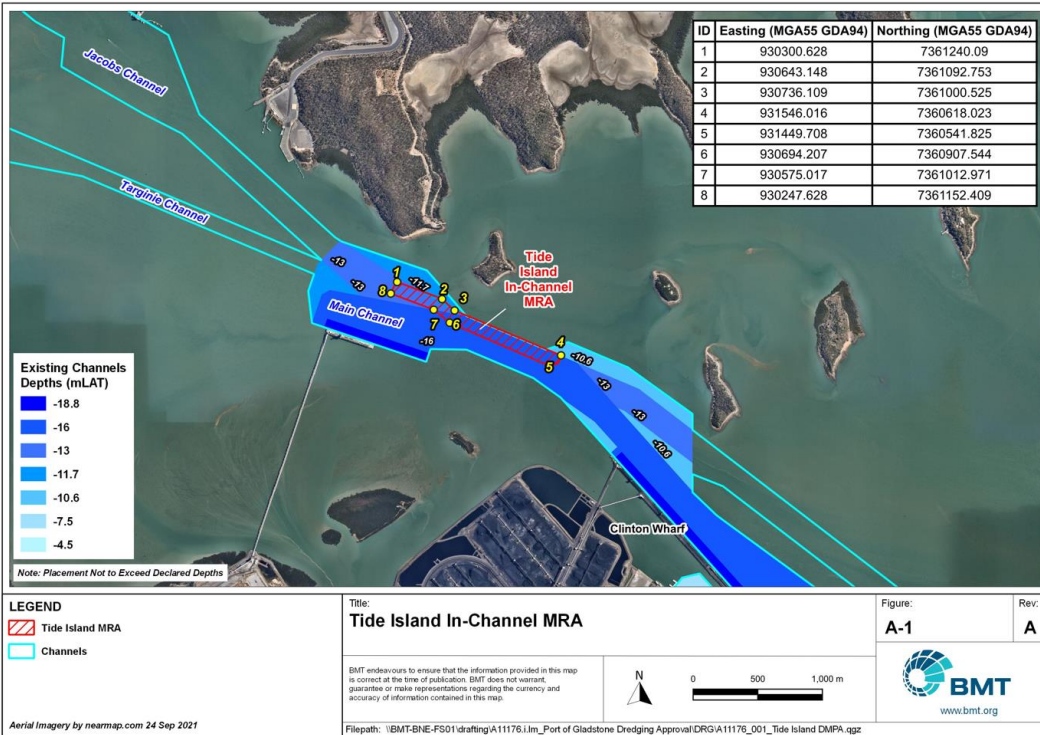 ID Easting (MGA55 GDA94) Northing (MGA55 GDA94)
1 930300.628 7361240.09
2 930643.148 7361092.753
3 930736.109 7361000.525
4 931546.016 7360618.023
5 931449.708 7360541.825
6 930694.207 7360907.544
7 930575.017 7361012.971
8 930247.628 7361152.409
Jacobs Channel
Targinie Channel
-13
-13
1
-11.7
2
3
8
7
6
Main Channel
-16
Tide
Island
In-Channel
MRA
4
5
-10.6
-13
-13
-10.6
Clinton Wharf
Existing Channels
Depths (mLAT)
-18.8
-16
-13
-11.7
-10.6
-7.5
-4.5
Note: Placement Not to Exceed Declared Depths
LEGEND
Tide Island MRA
Channels
Aerial Imagery by nearmap.com 24 Sep 2021
Title:
Tide Island In-Channel MRA
BMT endeavours to ensure that the information provided in this map
is correct at the time of publication. BMT does not warrant,
guarantee or make representations regarding the currency and
accuracy of information contained in this map.
N
0 500 1,000 m
Figure:
A-1
Rev:
A
BMT
www.bmt.org
Filepath: \\BMT-BNE-FS01\drafting\A11176.i.lm_Port of Gladstone Dredging Approval\DRG\A11176_001_Tide Island DMPA.qgz